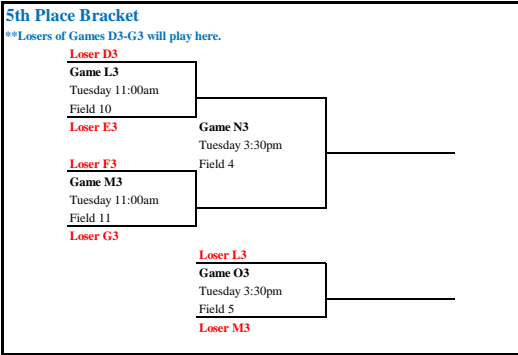 5th Place Bracket
**Losers of Games D3-G3 will play here.
Loser D3
Game L3
Tuesday 11:00am
Field 10
Loser E3
Game N3
Tuesday 3:30pm
Field 4
Loser F3
Game M3
Tuesday 11:00am
Field 11
Loser G3
Loser L3
Game O3
Tuesday 3:30pm
Field 5
Loser M3